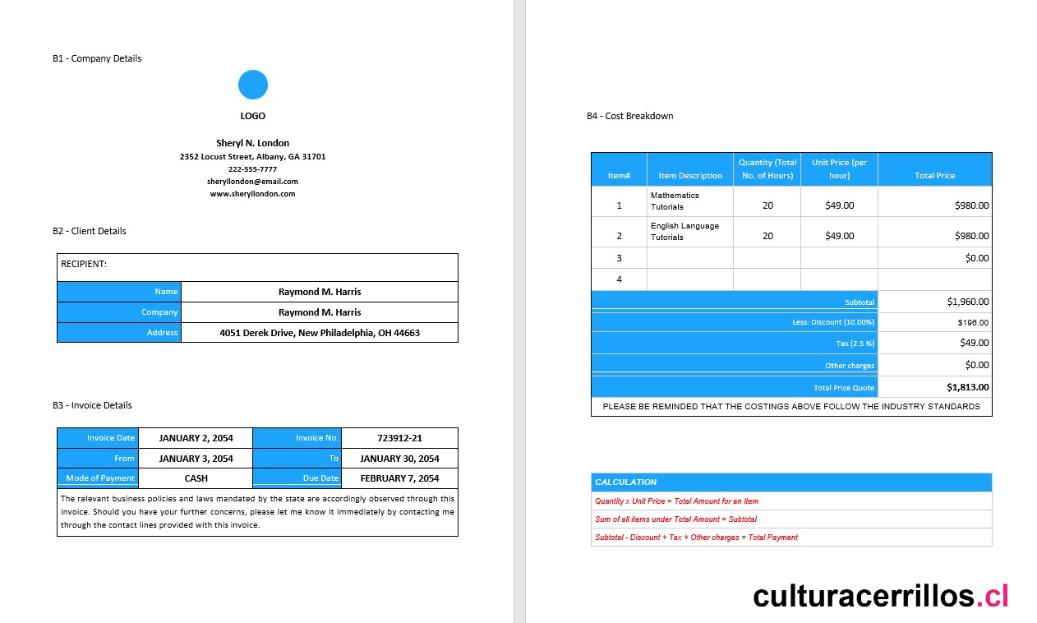 B1 - Company Details
LOGO
Sheryl N. London
2352 Locust Street, Albany, GA 31701
222-555-7777
sheryllondon@email.com
www.sheryllondon.com
B2 - Client Details
RECIPIENT:
Name Raymond M. Harris
Company Raymond M. Harris
Address 4051 Derek Drive, New Philadelphia, OH 44663
B3 - Invoice Details
Invoice Date JANUARY 2, 2054 Invoice No. 723912-21
From JANUARY 3, 2054 To JANUARY 30, 2054
Mode of Payment CASH Due Date FEBRUARY 7, 2054
The relevant business policies and laws mandated by the state are accordingly observed through this
invoice. Should you have your further concerns, please let me know it immediately by contacting me
through the contact lines provided with this invoice.
B4 - Cost Breakdown
Item# Item Description Quantity (Total No. of Hours) Unit Price (per hour) Total Price
1 Mathematics Tutorials 20 $49.00 $980.00
2 English Language Tutorials 20 $49.00 $980.00
3 $0.00
4
Subtotal $1,960.00
Less: Discount (10.00%) $196.00
Tax (2.5 %) $49.00
Other charges $0.00
Total Price Quote $1,813.00
PLEASE BE REMINDED THAT THE COSTINGS ABOVE FOLLOW THE INDUSTRY STANDARDS
CALCULATION
Quantity x Unit Price = Total Amount for an Item
Sum of all items under Total Amount = Subtotal
Subtotal - Discount + Tax + Other charges = Total Payment
culturacerrillos.cl